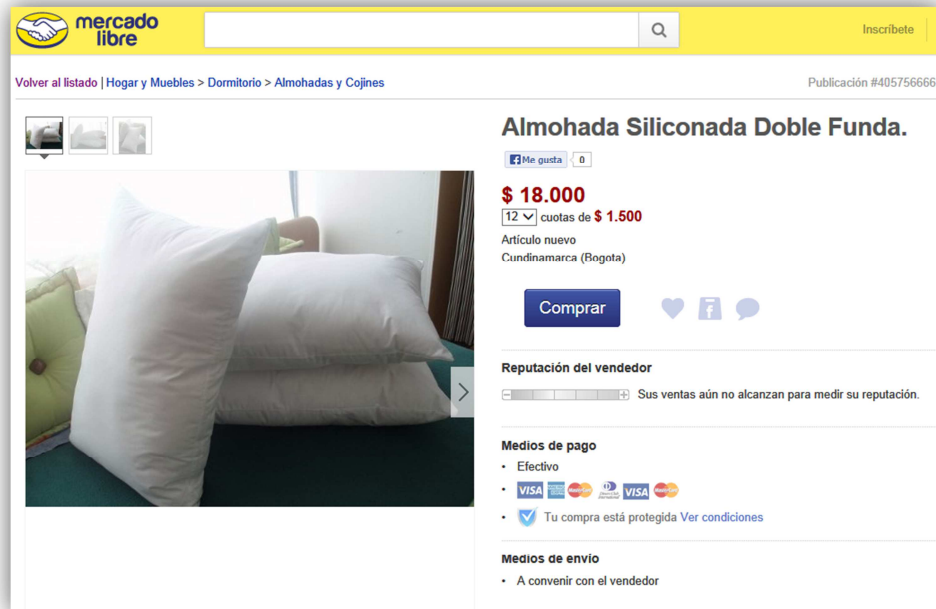 mercado
libre
Inscríbete
Volver al listado | Hogar y Muebles > Dormitorio > Almohadas y Cojines
Publicación #405756666
Almohada Siliconada Doble Funda.
Me gusta 0
$ 18.000
12 cuotas de $ 1.500
Artículo nuevo
Cundinamarca (Bogota)
Comprar
Reputación del vendedor
Sus ventas aún no alcanzan para medir su reputación.
Medios de pago
• Efectivo
• VISA MasterCard VISA MasterCard
• Tu compra está protegida Ver condiciones
Medios de envío
• A convenir con el vendedor